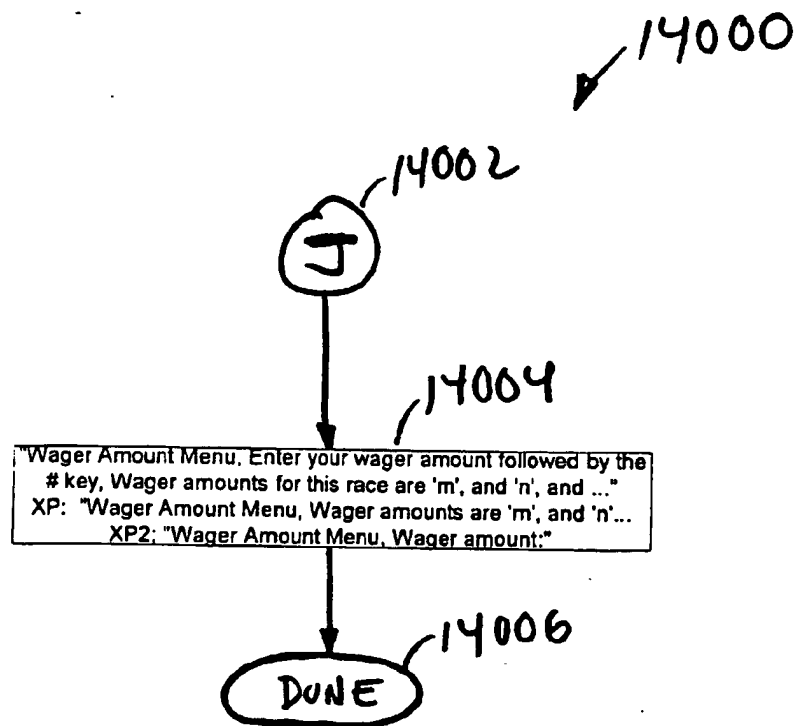 14000
14002
J
14004
"Wager Amount Menu, Enter your wager amount followed by the
# key, Wager amounts for this race are 'm', and 'n', and ..."
XP: "Wager Amount Menu, Wager amounts are 'm', and 'n'...
XP2: "Wager Amount Menu, Wager amount:"
14006
DONE